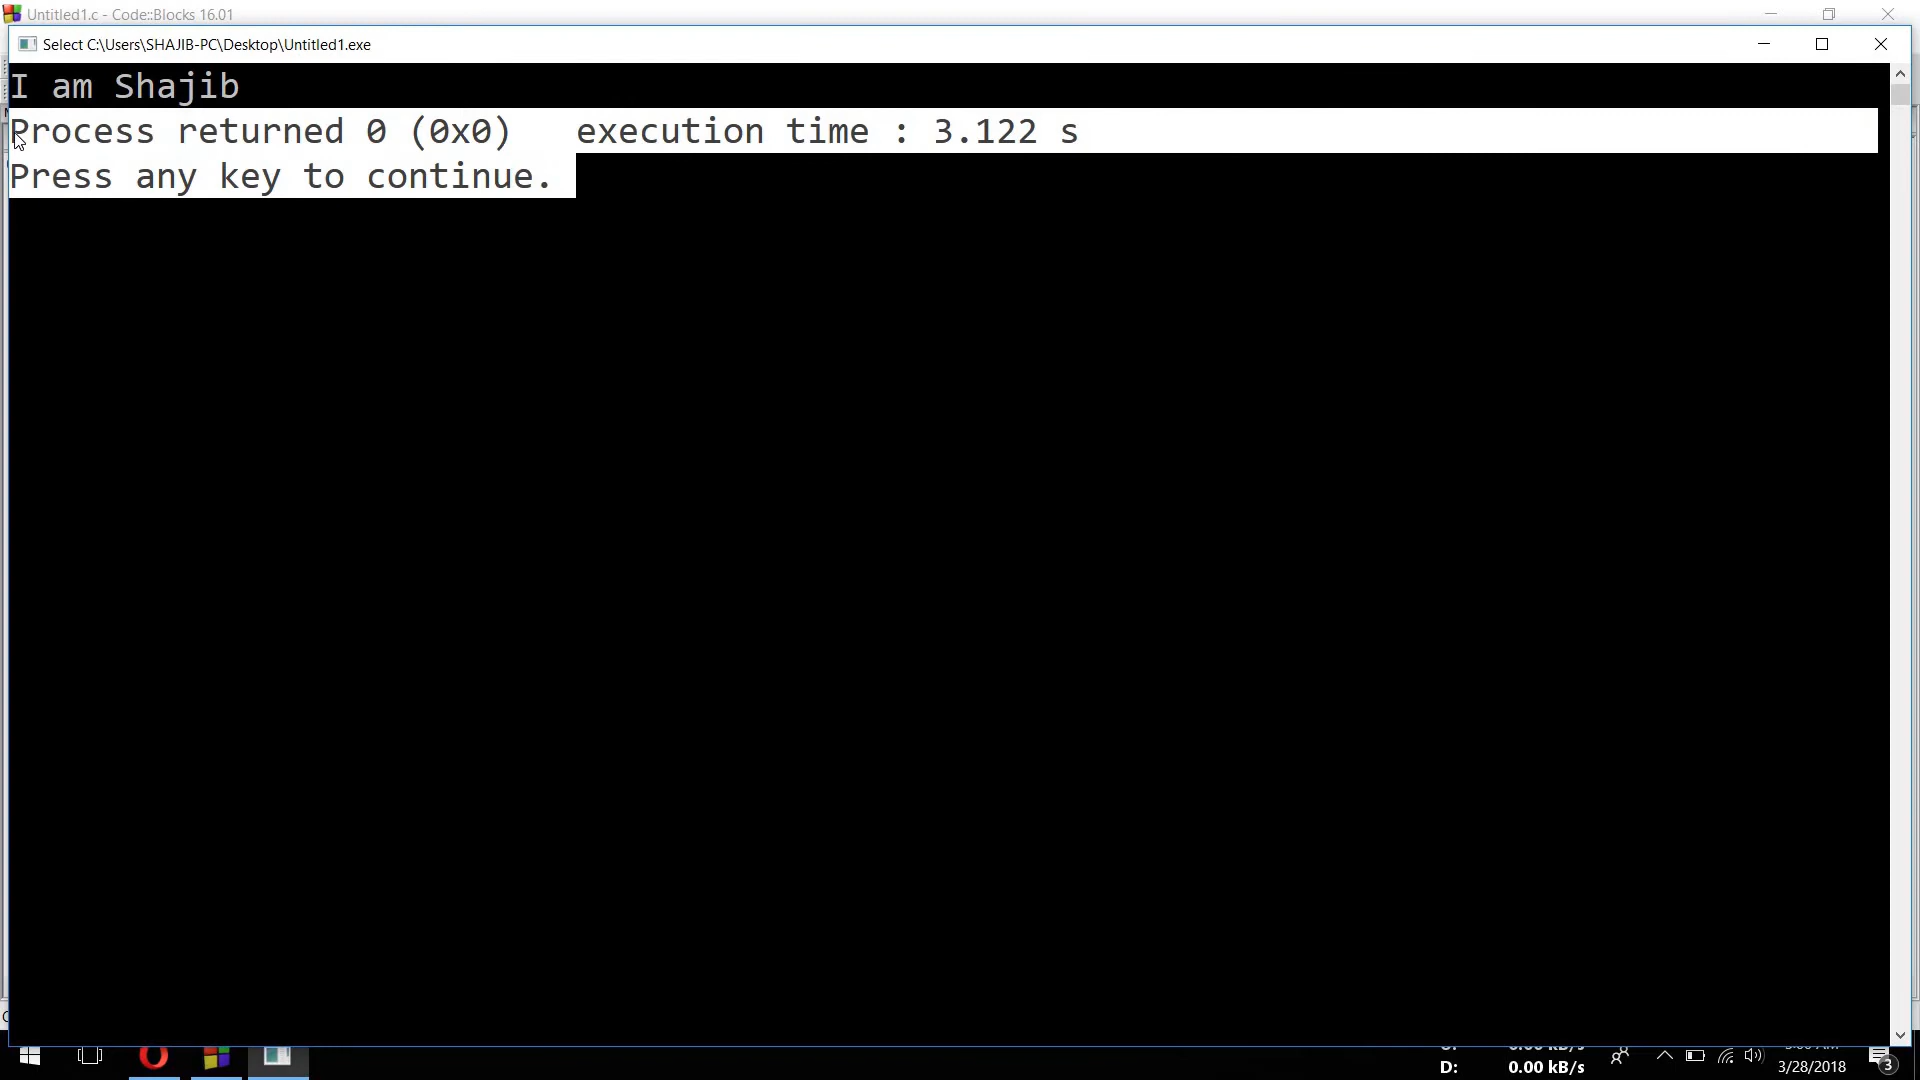 Untitled1.c - Code::Blocks 16.01
Select C:\Users\SHAJIB-PC\Desktop\Untitled1.exe
I am Shajib
Process returned 0 (0x0)   execution time : 3.122 s
Press any key to continue.
D: 0.00 kB/s
3/28/2018
3